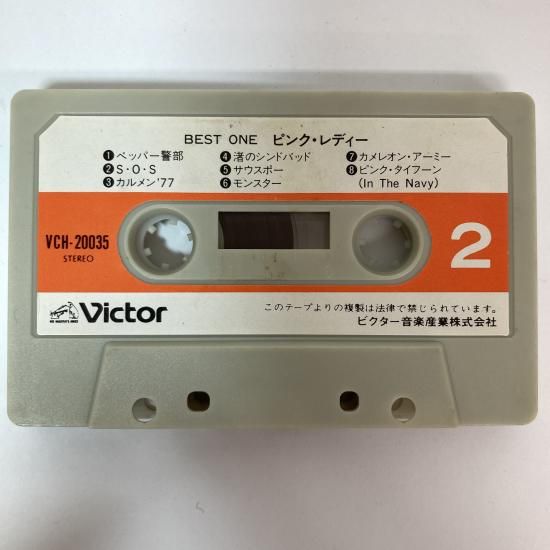 BEST ONE ピンク・レディー
❶ペッパー警部
❷S・O・S
❸カルメン'77
❹渚のシンドバッド
❺サウスポー
❻モンスター
❼カメレオン・アーミー
❽ピンク・タイフーン
(In The Navy)
VCH-20035
STEREO
2
Victor
このテープよりの複製は法律で禁じられています。
ビクター音楽産業株式会社